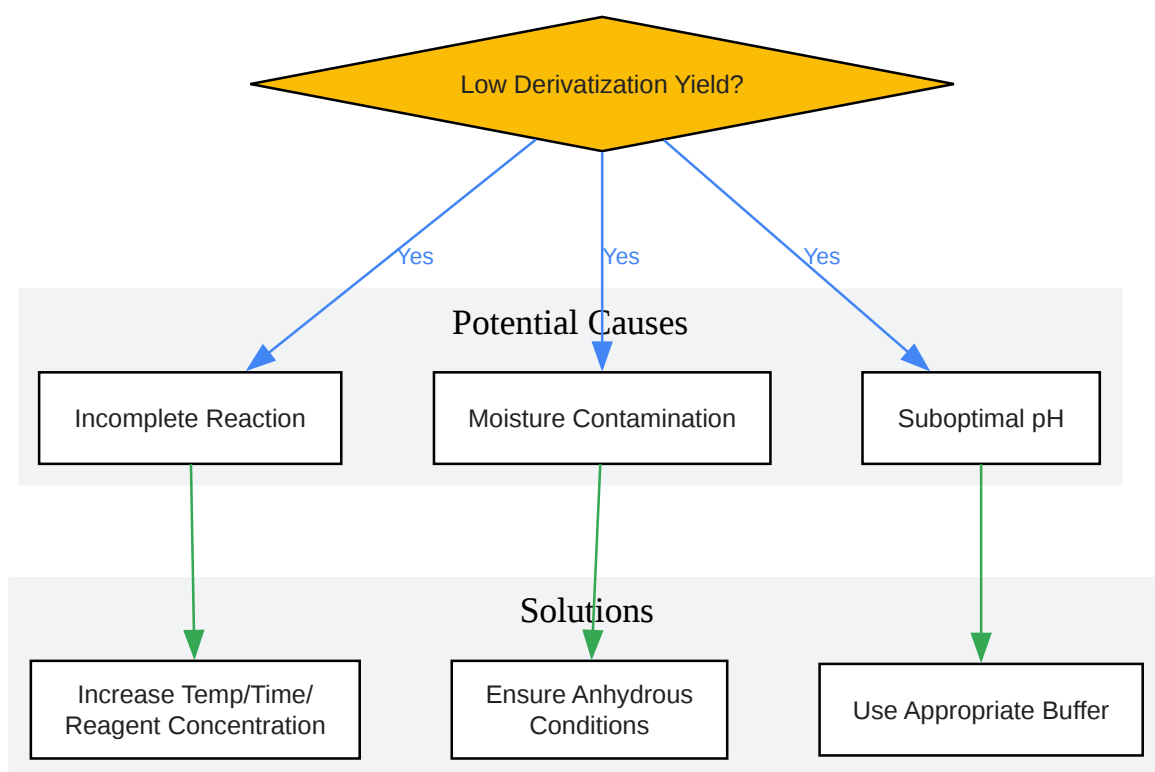 Low Derivatization Yield?
Yes
Yes
Yes
Potential Causes
Incomplete Reaction
Moisture Contamination
Suboptimal pH
Solutions
Increase Temp/Time/
Reagent Concentration
Ensure Anhydrous
Conditions
Use Appropriate Buffer